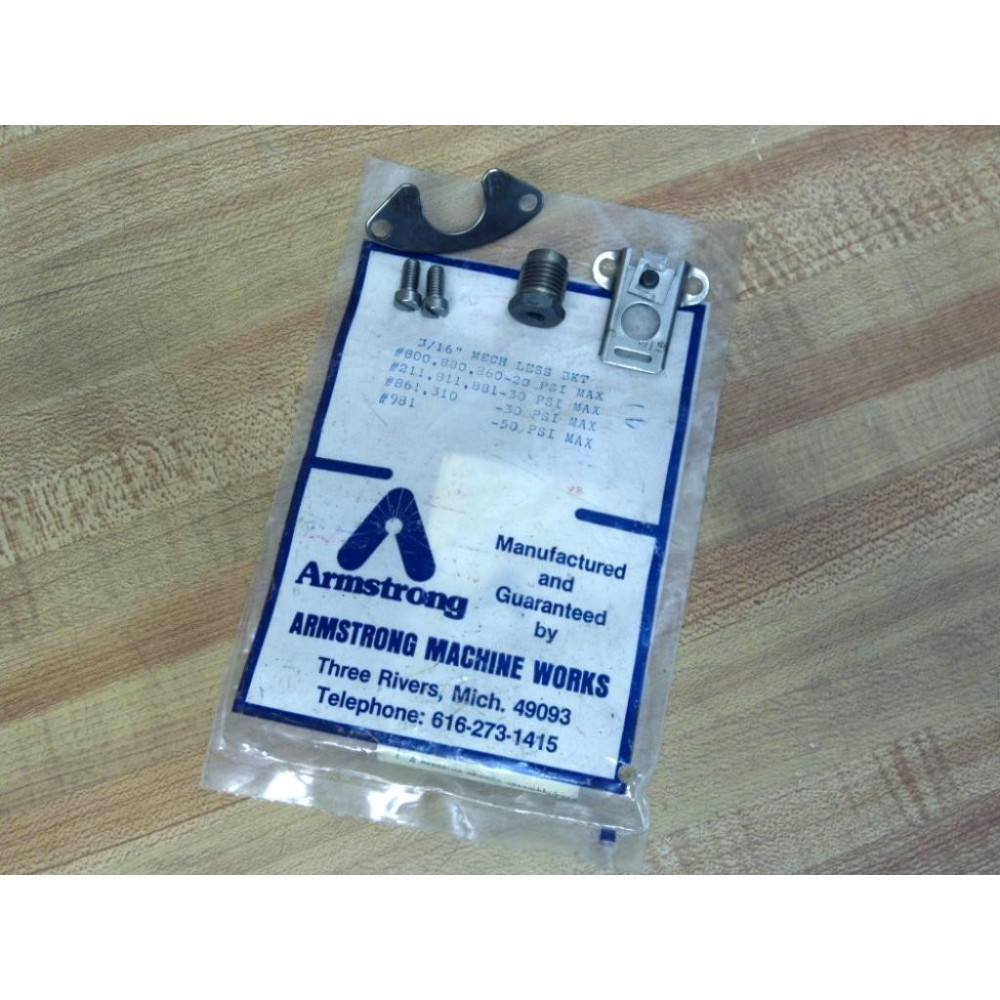 3/16" MECH LESS BKT
#800,880,860-20 PSI MAX
#211,811,881-30 PSI MAX
#861,310 -30 PSI MAX
#981 -50 PSI MAX
Armstrong
Manufactured
and
Guaranteed
by
ARMSTRONG MACHINE WORKS
Three Rivers, Mich. 49093
Telephone: 616-273-1415